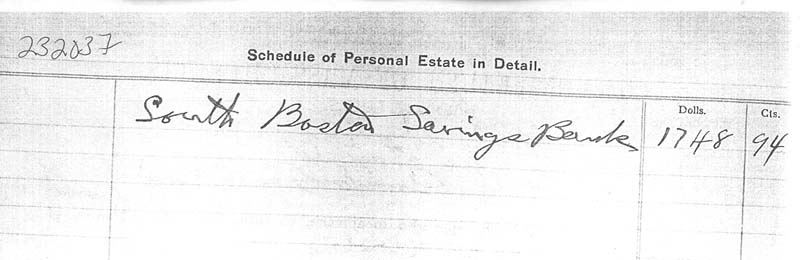 232037
Schedule of Personal Estate in Detail.
Dolls. Cts.
South Boston Savings Bank 1748 94